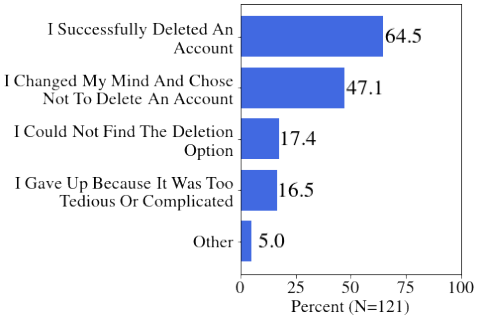 I Successfully Deleted An
Account
64.5
I Changed My Mind And Chose
Not To Delete An Account
47.1
I Could Not Find The Deletion
Option
17.4
I Gave Up Because It Was Too
Tedious Or Complicated
16.5
Other
5.0
0 25 50 75 100
Percent (N=121)